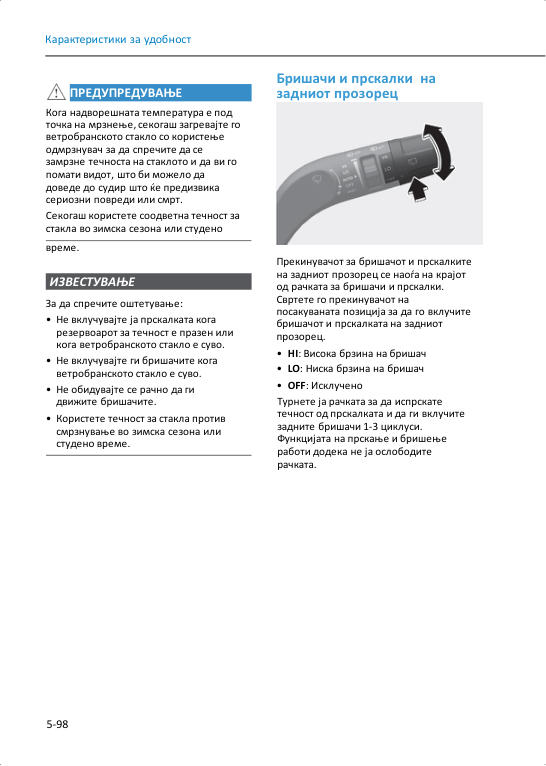 Карактеристики за удобност
ПРЕДУПРЕДУВАЊЕ
Кога надворешната температура е под
точка на мрзнење, секогаш загревајте го
ветробранското стакло со користење
одмрзнувач за да спречите да се
замрзне течноста на стаклото и да ви го
помати видот, што би можело да
доведе до судир што ќе предизвика
сериозни повреди или смрт.
Секогаш користете соодветна течност за
стакла во зимска сезона или студено
време.
ИЗВЕСТУВАЊЕ
За да спречите оштетување:
• Не вклучувајте ја прскалката кога
резервоарот за течност е празен или
кога ветробранското стакло е суво.
• Не вклучувајте ги бришачите кога
ветробранското стакло е суво.
• Не обидувајте се рачно да ги
движите бришачите.
• Користете течност за стакла против
смрзнување во зимска сезона или
студено време.
Бришачи и прскалки на
задниот прозорец
Прекинувачот за бришачот и прскалките
на задниот прозорец се наоѓа на крајот
од рачката за бришачи и прскалки.
Свртете го прекинувачот на
посакуваната позиција за да го вклучите
бришачот и прскалката на задниот
прозорец.
• HI: Висока брзина на бришач
• LO: Ниска брзина на бришач
• OFF: Исклучено
Турнете ја рачката за да испрскате
течност од прскалката и да ги вклучите
задните бришачи 1-3 циклуси.
Функцијата на прскање и бришење
работи додека не ја ослободите
рачката.
5-98